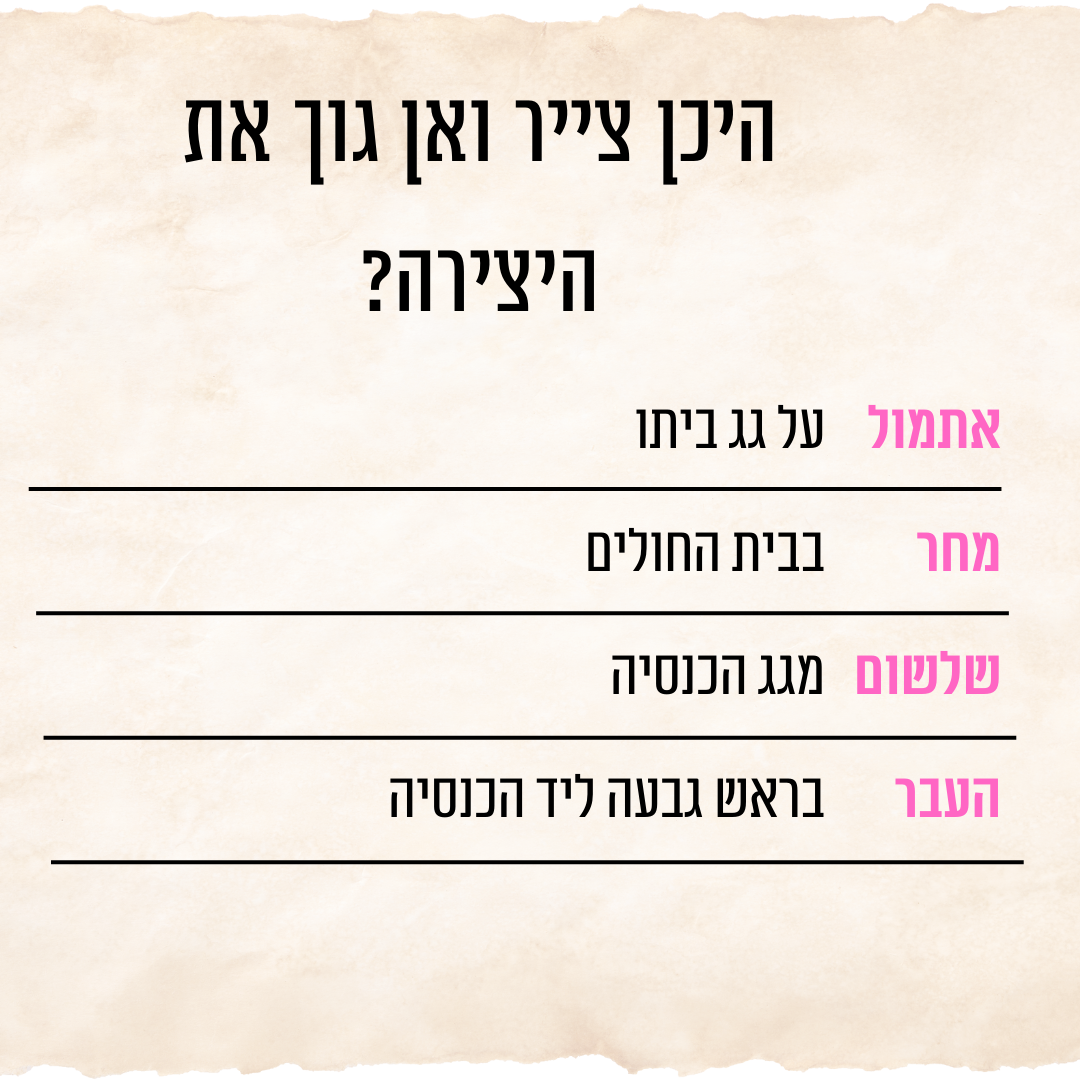 היכן צייר ואן גוך את
היצירה?
אתמול על גג ביתו
מחר בבית החולים
שלשום מגג הכנסיה
העבר בראש גבעה ליד הכנסיה